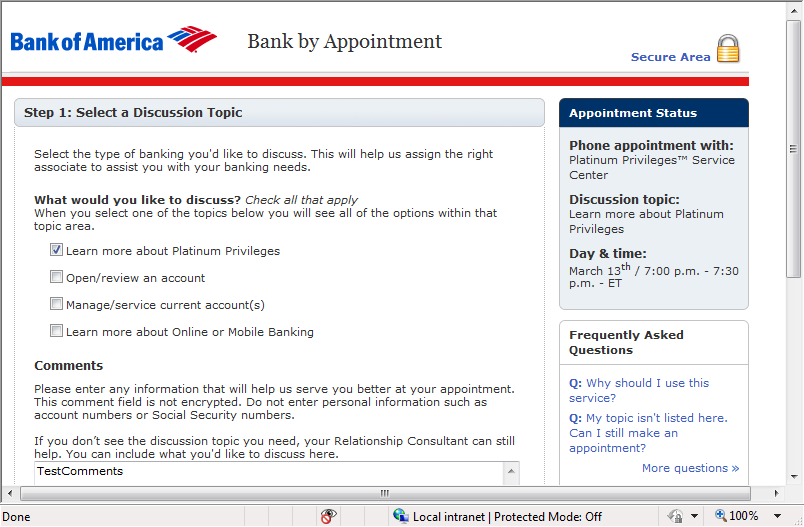 Bank of America
Bank by Appointment
Secure Area
Step 1: Select a Discussion Topic
Select the type of banking you'd like to discuss. This will help us assign the right
associate to assist you with your banking needs.
What would you like to discuss? Check all that apply
When you select one of the topics below you will see all of the options within that
topic area.
Learn more about Platinum Privileges
Open/review an account
Manage/service current account(s)
Learn more about Online or Mobile Banking
Comments
Please enter any information that will help us serve you better at your appointment.
This comment field is not encrypted. Do not enter personal information such as
account numbers or Social Security numbers.
If you don't see the discussion topic you need, your Relationship Consultant can still
help. You can include what you'd like to discuss here.
TestComments
Appointment Status
Phone appointment with:
Platinum Privileges™ Service
Center
Discussion topic:
Learn more about Platinum
Privileges
Day & time:
March 13th / 7:00 p.m. - 7:30
p.m. - ET
Frequently Asked
Questions
Q: Why should I use this
service?
Q: My topic isn't listed here.
Can I still make an
appointment?
More questions »
Done
Local intranet | Protected Mode: Off
100%